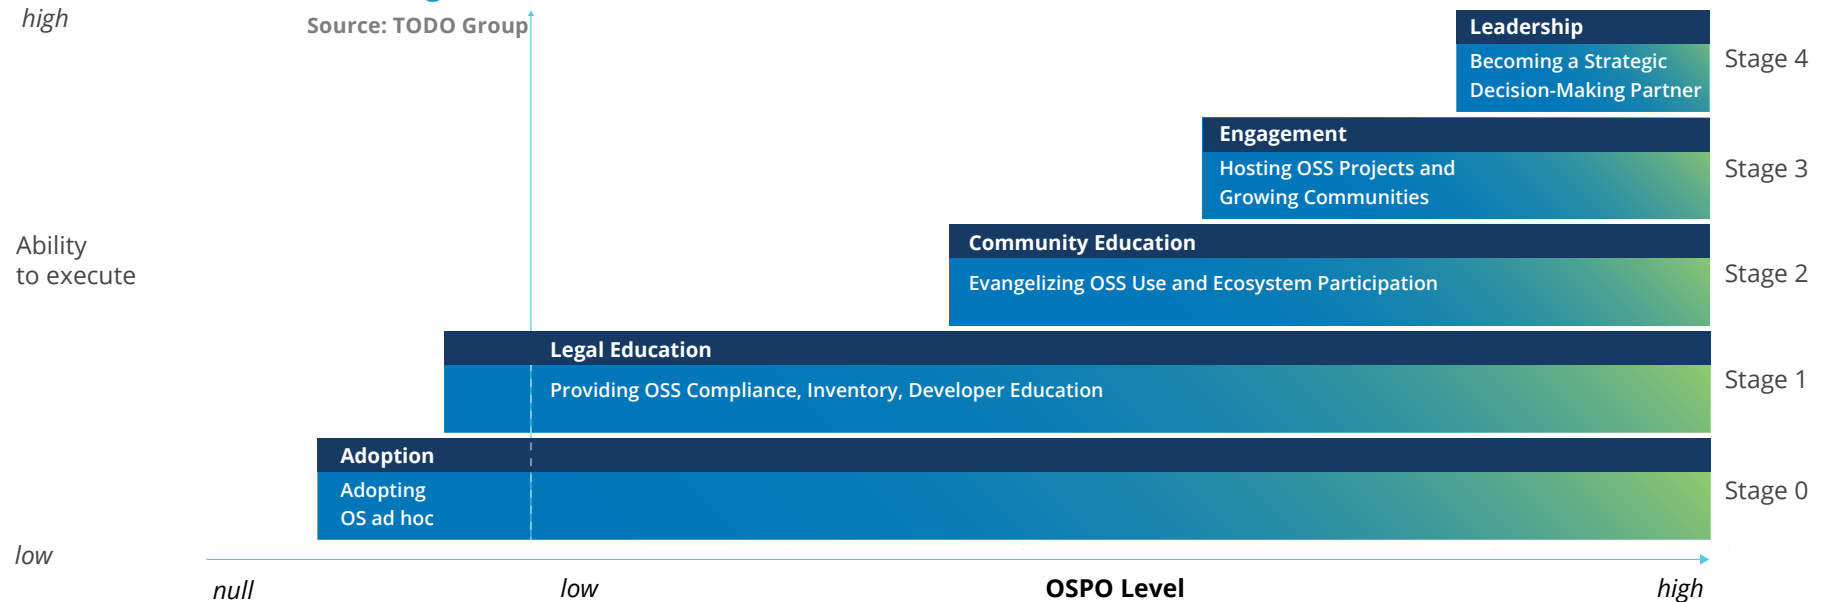 high
Source: TODO Group
Leadership
Becoming a Strategic
Decision-Making Partner
Stage 4
Engagement
Hosting OSS Projects and
Growing Communities
Stage 3
Ability
to execute
Community Education
Evangelizing OSS Use and Ecosystem Participation
Stage 2
Legal Education
Providing OSS Compliance, Inventory, Developer Education
Stage 1
Adoption
Adopting
OS ad hoc
Stage 0
low
null
low
OSPO Level
high